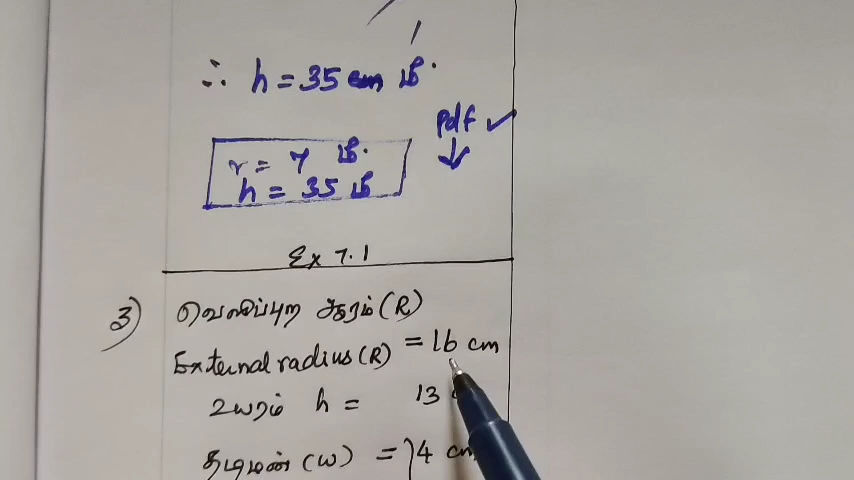 ∴ h = 35 cm மீ.
pdf ✓
r = 7 மீ.
h = 35 மீ
Ex 7.1
3) வெளிப்புற ஆரம் (R)
External radius (R) = 16 cm
உயரம் h = 13
தடிமன் (w) = 4 cm